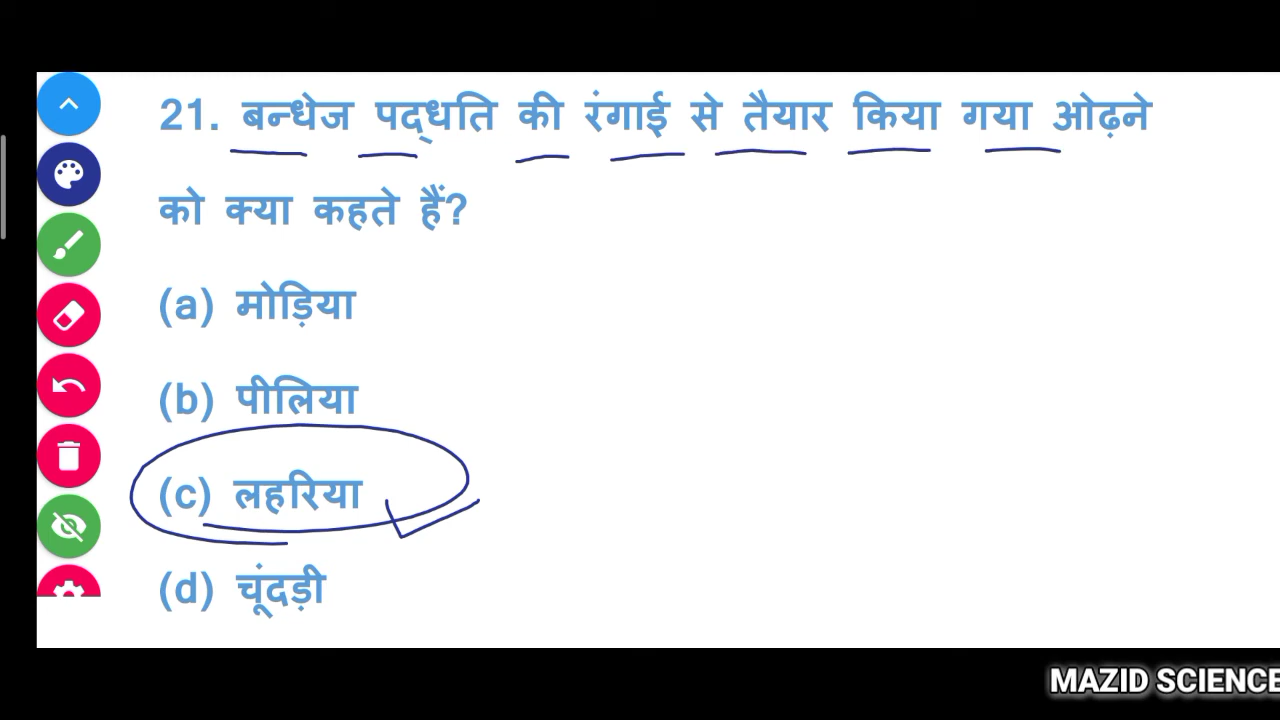 21. बन्धेज पद्धति की रंगाई से तैयार किया गया ओढ़ने
को क्या कहते हैं?
(a) मोड़िया
(b) पीलिया
(c) लहरिया
(d) चूंदड़ी
MAZID SCIENCE